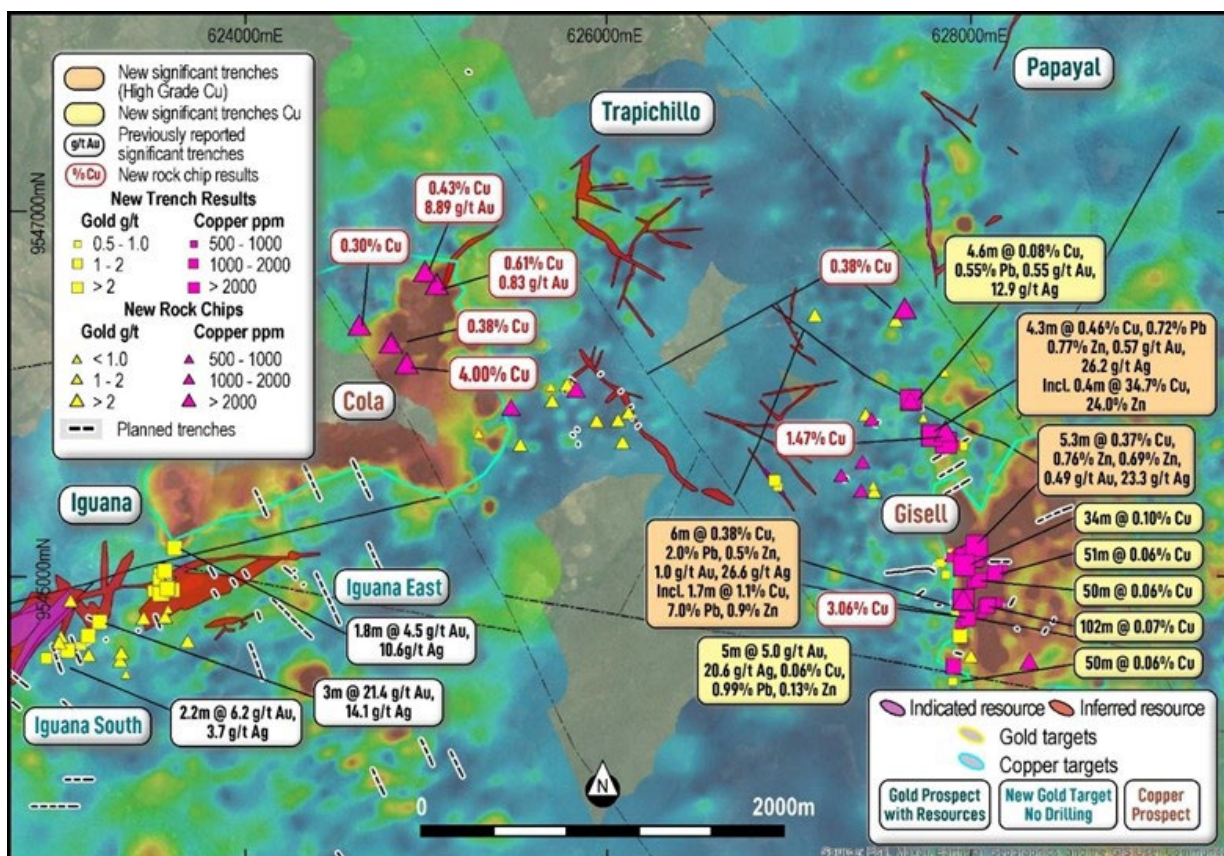 624000mE
626000mE
628000mE
9547000mN
9545000mN
New significant trenches
(High Grade Cu)
New significant trenches Cu
g/t Au
Previously reported
significant trenches
% Cu
New rock chip results
New Trench Results
Gold g/t
Copper ppm
0.5 - 1.0
500 - 1000
1 - 2
1000 - 2000
> 2
> 2000
New Rock Chips
Gold g/t
Copper ppm
< 1.0
500 - 1000
1 - 2
1000 - 2000
> 2
> 2000
Planned trenches
Papayal
Trapichillo
0.43% Cu
8.89 g/t Au
0.30% Cu
0.61% Cu
0.83 g/t Au
0.38% Cu
4.00% Cu
Cola
0.38% Cu
4.6m @ 0.08% Cu,
0.55% Pb, 0.55 g/t Au,
12.9 g/t Ag
4.3m @ 0.46% Cu, 0.72% Pb
0.77% Zn, 0.57 g/t Au,
26.2 g/t Ag
Incl. 0.4m @ 34.7% Cu,
24.0% Zn
1.47% Cu
5.3m @ 0.37% Cu,
0.76% Zn, 0.69% Zn,
0.49 g/t Au, 23.3 g/t Ag
Gisell
34m @ 0.10% Cu
51m @ 0.06% Cu
50m @ 0.06% Cu
102m @ 0.07% Cu
50m @ 0.06% Cu
6m @ 0.38% Cu,
2.0% Pb, 0.5% Zn,
1.0 g/t Au, 26.6 g/t Ag
Incl. 1.7m @ 1.1% Cu,
7.0% Pb, 0.9% Zn
3.06% Cu
5m @ 5.0 g/t Au,
20.6 g/t Ag, 0.06% Cu,
0.99% Pb, 0.13% Zn
Iguana
Iguana East
1.8m @ 4.5 g/t Au,
10.6g/t Ag
3m @ 21.4 g/t Au,
14.1 g/t Ag
2.2m @ 6.2 g/t Au,
3.7 g/t Ag
Iguana South
N
0
2000m
Indicated resource
Inferred resource
Gold targets
Copper targets
Gold Prospect
with Resources
New Gold Target
No Drilling
Copper
Prospect